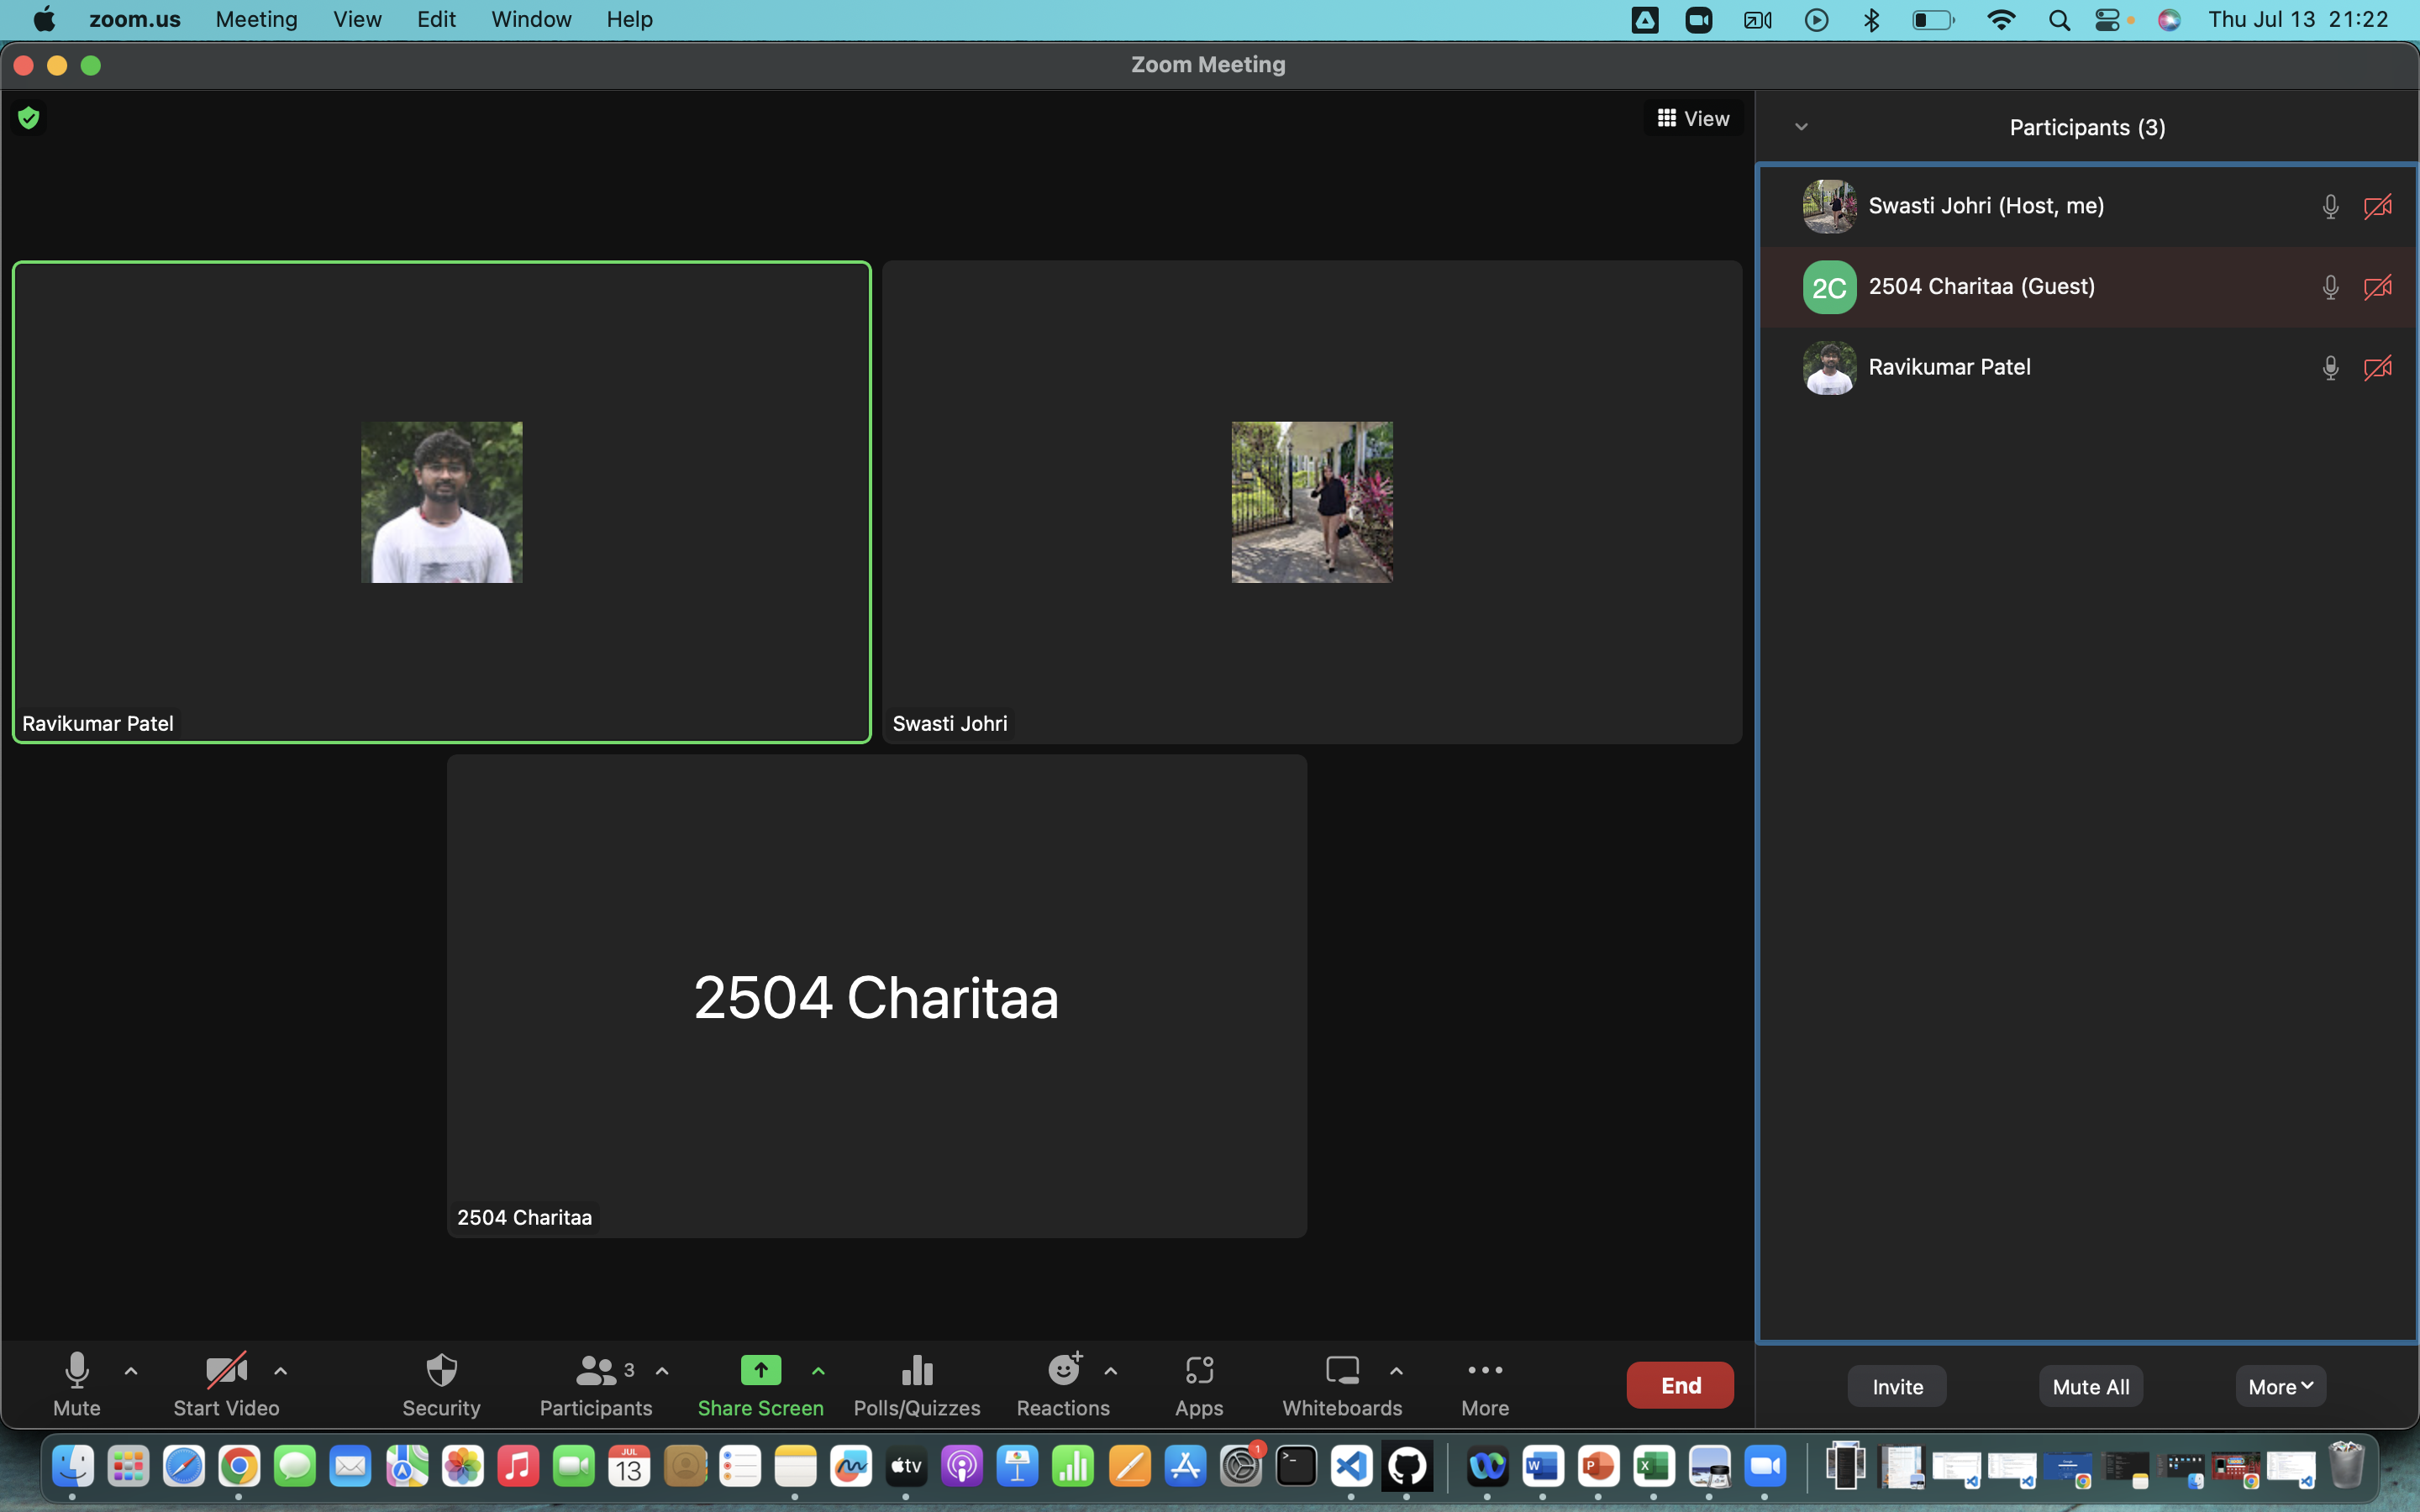 zoom.us Meeting View Edit Window Help Thu Jul 13 21:22
Zoom Meeting
View
Participants (3)
Swasti Johri (Host, me)
2C 2504 Charitaa (Guest)
Ravikumar Patel
Ravikumar Patel
Swasti Johri
2504 Charitaa
2504 Charitaa
3
Mute Start Video Security Participants Share Screen Polls/Quizzes Reactions Apps Whiteboards More
End
Invite Mute All More
JUL
13
tv
1
W P X